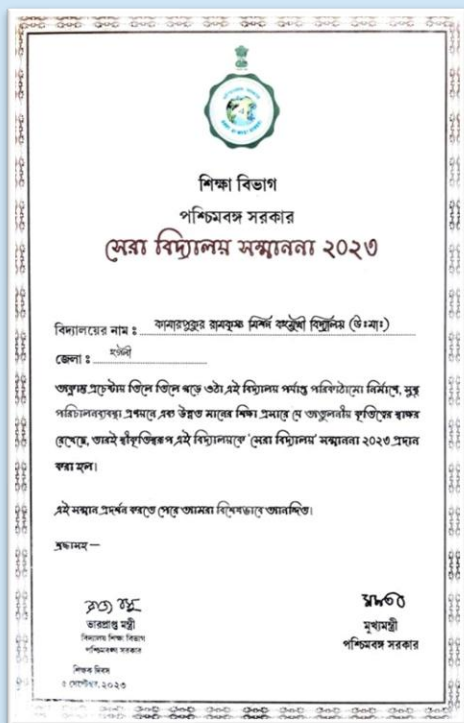 শিক্ষা বিভাগ
পশ্চিমবঙ্গ সরকার
সেরা বিদ্যালয় সম্মাননা ২০২৩
বিদ্যালয়ের নাম : কামারপুকুর রামকৃষ্ণ মিশন বহুমুখী বিদ্যালয় (উঃমাঃ)
জেলা : হুগলী
অক্লান্ত প্রচেষ্টায় তিলে তিলে গড়ে ওঠা এই বিদ্যালয় পর্যাপ্ত পরিকাঠামো নির্মাণে, সুষ্ঠু
পরিচালনব্যবস্থা প্রণয়নে এবং উন্নত মানের শিক্ষা প্রসারে যে অতুলনীয় কৃতিত্বের স্বাক্ষর
রেখেছে, তারই স্বীকৃতিস্বরূপ এই বিদ্যালয়কে 'সেরা বিদ্যালয়' সম্মাননা ২০২৩ প্রদান
করা হল।
এই সম্মান প্রদর্শন করতে পেরে আমরা বিশেষভাবে আনন্দিত।
শ্রদ্ধাসহ —
ভারপ্রাপ্ত মন্ত্রী
বিদ্যালয় শিক্ষা বিভাগ
পশ্চিমবঙ্গ সরকার
মুখ্যমন্ত্রী
পশ্চিমবঙ্গ সরকার
শিক্ষক দিবস
৫ সেপ্টেম্বর, ২০২৩